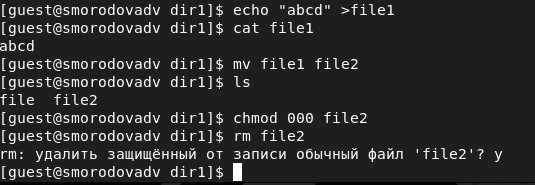 [guest@smorodovadv dir1]$ echo "abcd" >file1
[guest@smorodovadv dir1]$ cat file1
abcd
[guest@smorodovadv dir1]$ mv file1 file2
[guest@smorodovadv dir1]$ ls
file  file2
[guest@smorodovadv dir1]$ chmod 000 file2
[guest@smorodovadv dir1]$ rm file2
rm: удалить защищённый от записи обычный файл 'file2'? y
[guest@smorodovadv dir1]$